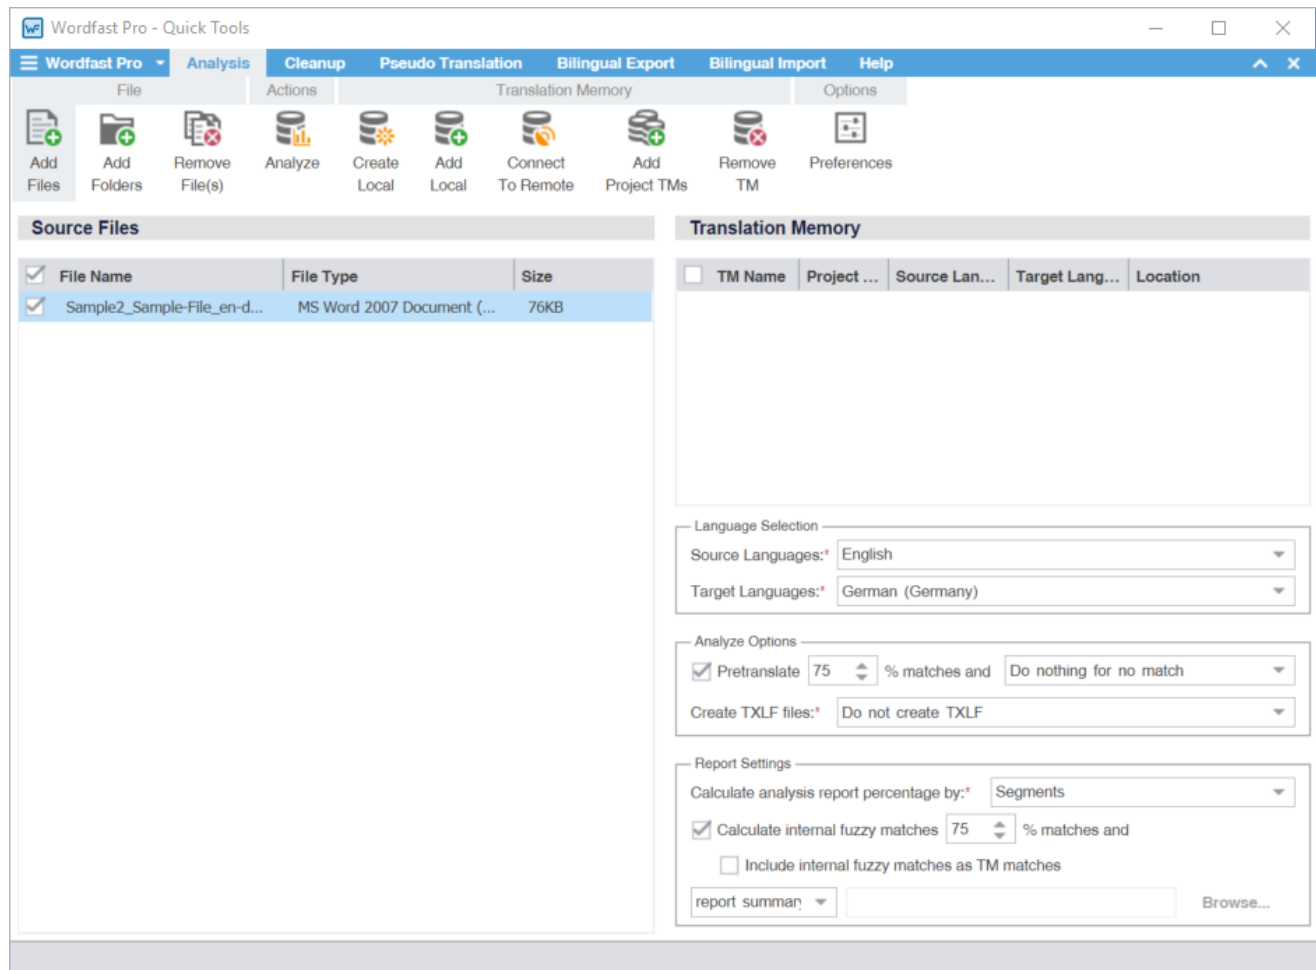 WF Wordfast Pro - Quick Tools
Wordfast Pro Analysis Cleanup Pseudo Translation Bilingual Export Bilingual Import Help
File Actions Translation Memory Options
Add Files
Add Folders
Remove File(s)
Analyze
Create Local
Add Local
Connect To Remote
Add Project TMs
Remove TM
Preferences
Source Files
File Name File Type Size
Sample2_Sample-File_en-d... MS Word 2007 Document (... 76KB
Translation Memory
TM Name Project ... Source Lan... Target Lang... Location
Language Selection
Source Languages:* English
Target Languages:* German (Germany)
Analyze Options
Pretranslate 75 % matches and Do nothing for no match
Create TXLF files:* Do not create TXLF
Report Settings
Calculate analysis report percentage by:* Segments
Calculate internal fuzzy matches 75 % matches and
Include internal fuzzy matches as TM matches
report summary Browse...